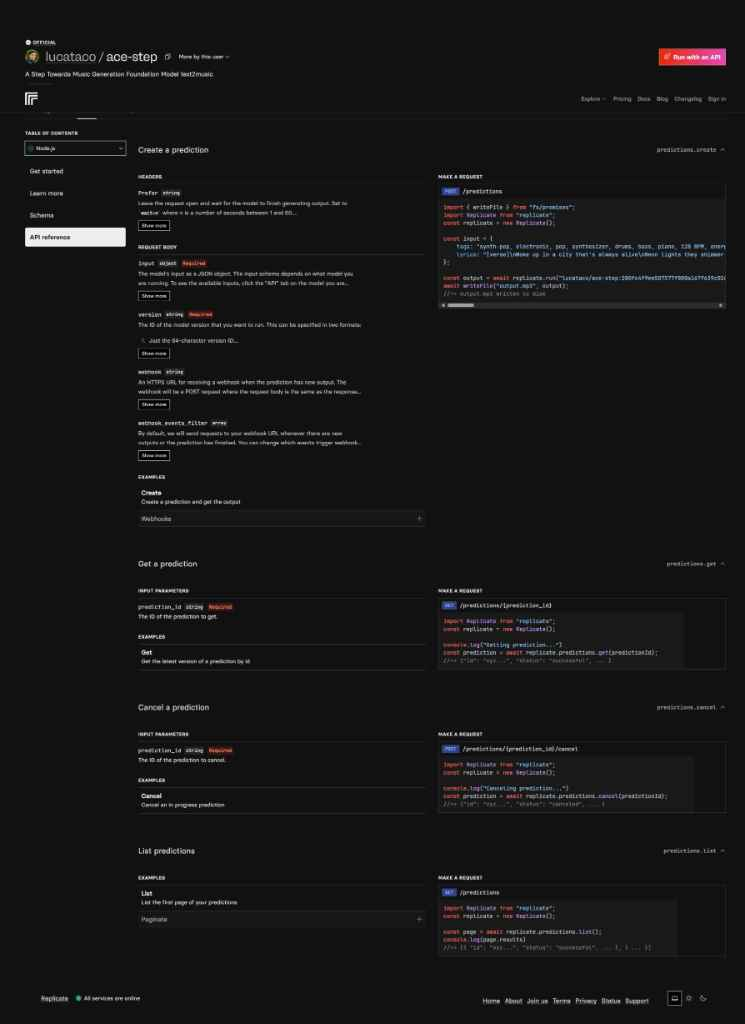 OFFICIAL
lucataco / ace-step
More by this user
Run with an API
A Step Towards Music Generation Foundation Model text2music
Explore
Pricing
Docs
Blog
Changelog
Sign in
TABLE OF CONTENTS
Node.js
Get started
Learn more
Schema
API reference
Create a prediction
predictions.create
HEADERS
Prefer string
Leave the request open and wait for the model to finish generating output. Set to
where n is a number of seconds between 1 and 60...
Show more
REQUEST BODY
input object Required
The model's input as a JSON object. The input schema depends on what model you
are running. To see the available inputs, click the "API" tab on the model you are...
Show more
version string Required
The ID of the model version that you want to run. This can be specified in two formats:
1. Just the 64-character version ID...
Show more
webhook string
An HTTPS URL for receiving a webhook when the prediction has new output. The
webhook will be a POST request where the request body is the same as the response...
Show more
webhook_events_filter array
By default, we will send requests to your webhook URL whenever there are new
outputs or the prediction has finished. You can change which events trigger webhook...
Show more
EXAMPLES
Create
Create a prediction and get the output
Webhooks
MAKE A REQUEST
POST /predictions
import { writeFile } from "fs/promises";
import Replicate from "replicate";
const replicate = new Replicate();
const input = {
tags: "synth-pop, electronic, pop, synthesizer, drums, bass, piano, 128 BPM,
lyrics: "[verse]\nWoke up in a city that's always alive\nNeon lights they shimmer
};
const output = await replicate.run("lucataco/ace-step:
await writeFile("output.mp3", output);
//=> output.mp3 written to disk
Get a prediction
predictions.get
INPUT PARAMETERS
prediction_id string Required
The ID of the prediction to get.
EXAMPLES
Get
Get the latest version of a prediction by id
MAKE A REQUEST
GET /predictions/{prediction_id}
import Replicate from "replicate";
const replicate = new Replicate();
console.log("Getting prediction...")
const prediction = await replicate.predictions.get(predictionId);
//=> {"id": "xyz...", "status": "successful", ... }
Cancel a prediction
predictions.cancel
INPUT PARAMETERS
prediction_id string Required
The ID of the prediction to cancel.
EXAMPLES
Cancel
Cancel an in progress prediction
MAKE A REQUEST
POST /predictions/{prediction_id}/cancel
import Replicate from "replicate";
const replicate = new Replicate();
console.log("Canceling prediction...")
const prediction = await replicate.predictions.cancel(predictionId);
//=> {"id": "xyz...", "status": "canceled", ... }
List predictions
predictions.list
EXAMPLES
List
List the first page of your predictions
Paginate
MAKE A REQUEST
GET /predictions
import Replicate from "replicate";
const replicate = new Replicate();
const page = await replicate.predictions.list();
console.log(page.results)
//=> [{ "id": "xyz...", "status": "successful", ... }, { ... }]
Replicate
All services are online
Home
About
Join us
Terms
Privacy
Status
Support